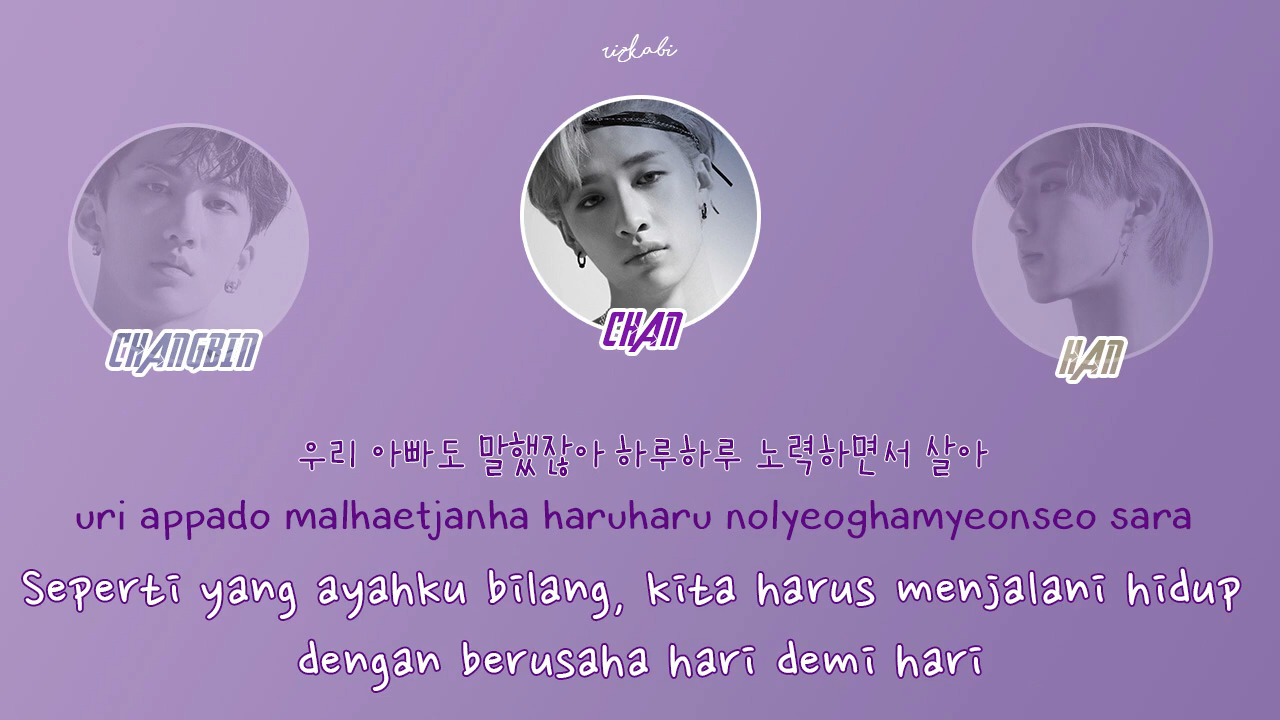 rizkabi
CHANGBIN
CHAN
HAN
우리 아빠도 말했잖아 하루하루 노력하면서 살아
uri appado malhaetjanha haruharu nolyeoghamyeonseo sara
Seperti yang ayahku bilang, kita harus menjalani hidup
dengan berusaha hari demi hari